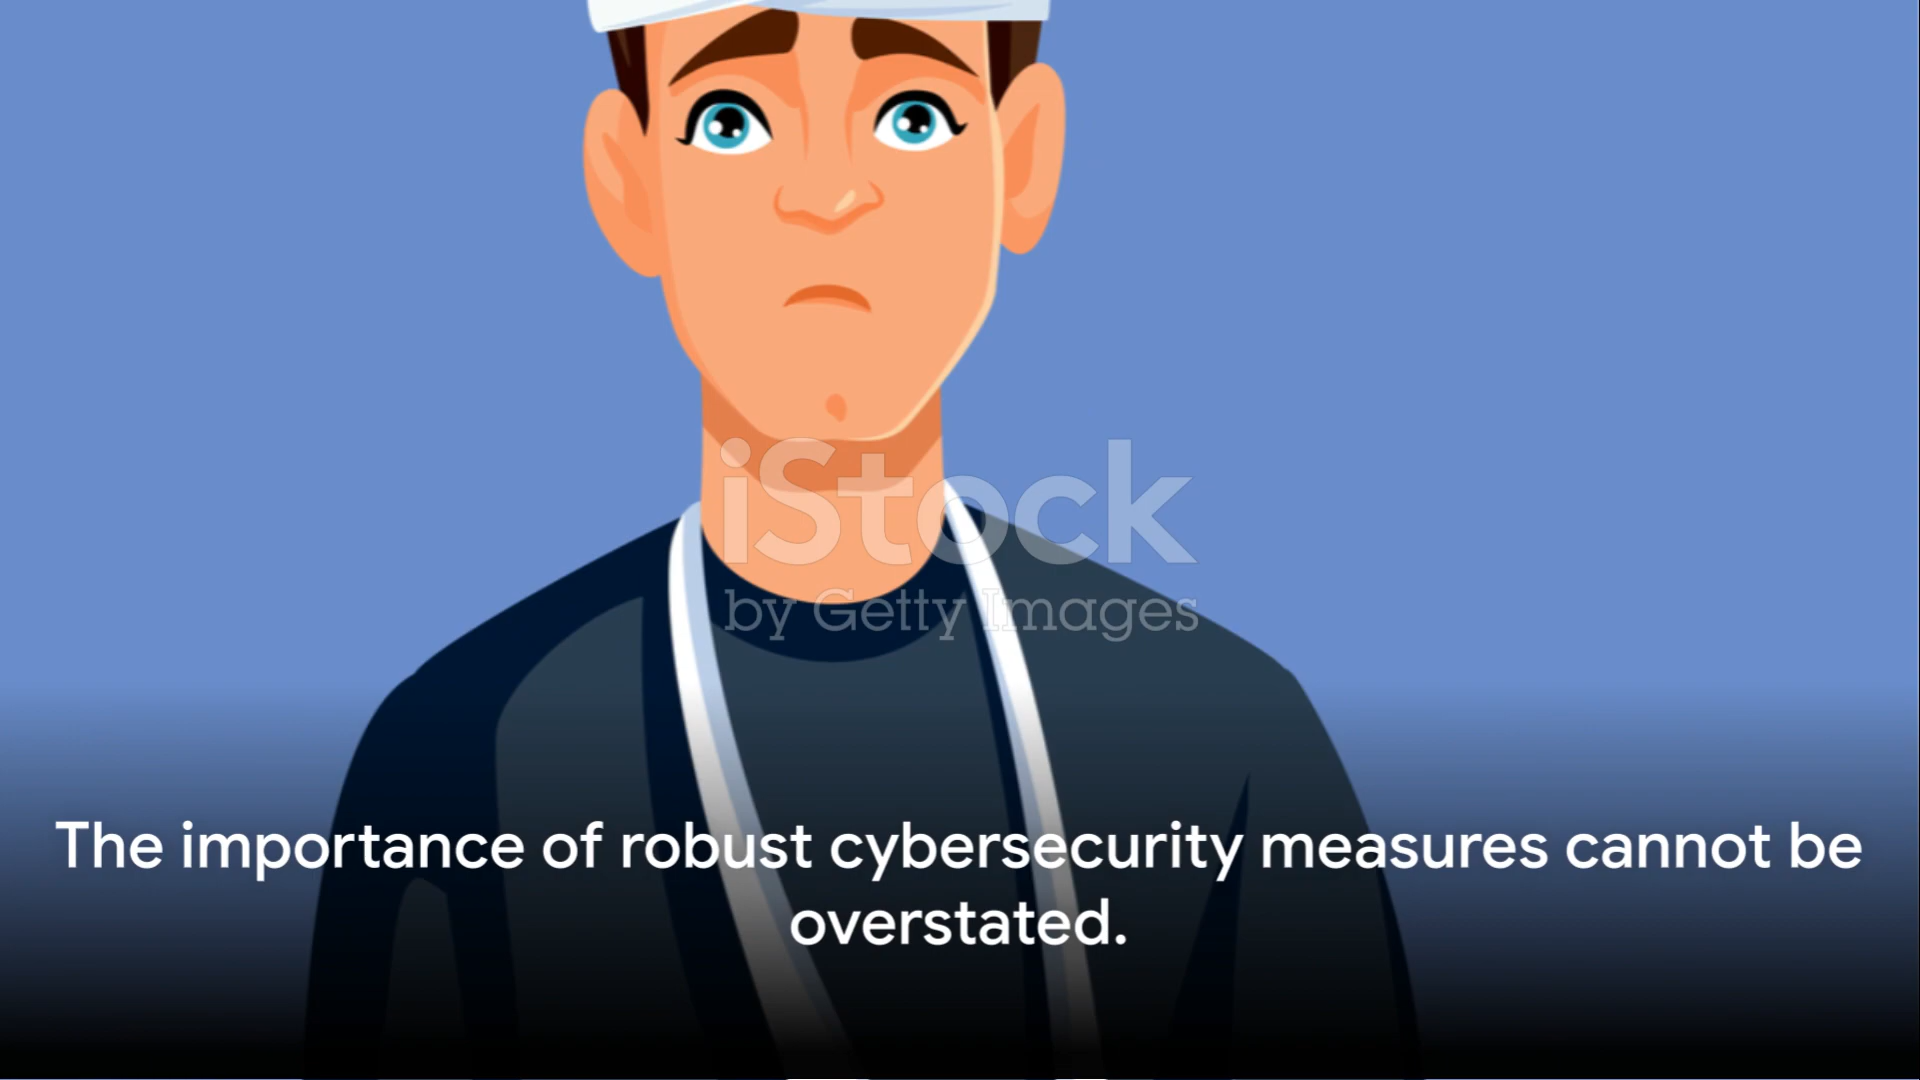 iStock
by Getty Images
The importance of robust cybersecurity measures cannot be
overstated.